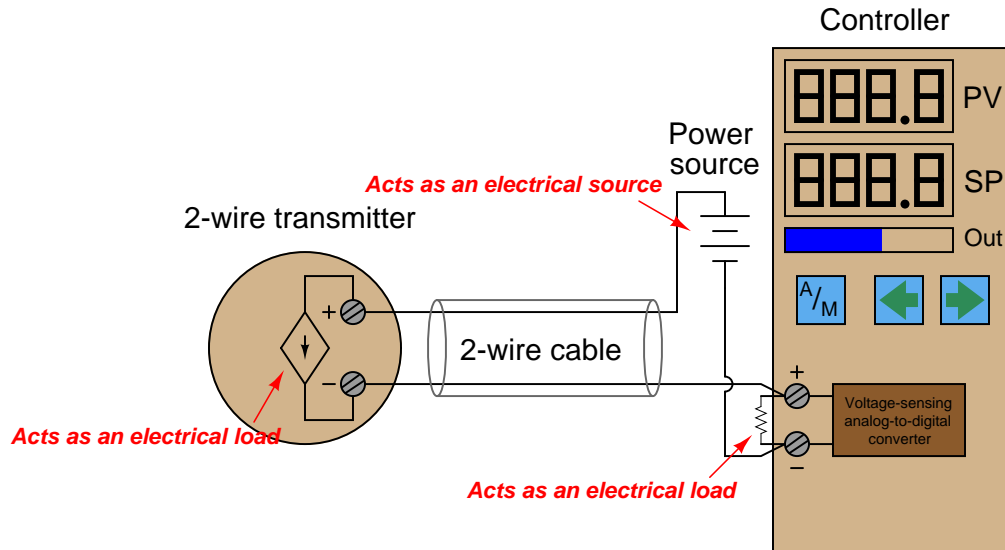 Controller
888.8
PV
Power
source
Acts as an electrical source
888.8
SP
2-wire transmitter
Out
A/M
+
2-wire cable
−
+
Voltage-sensing
analog-to-digital
converter
Acts as an electrical load
−
Acts as an electrical load